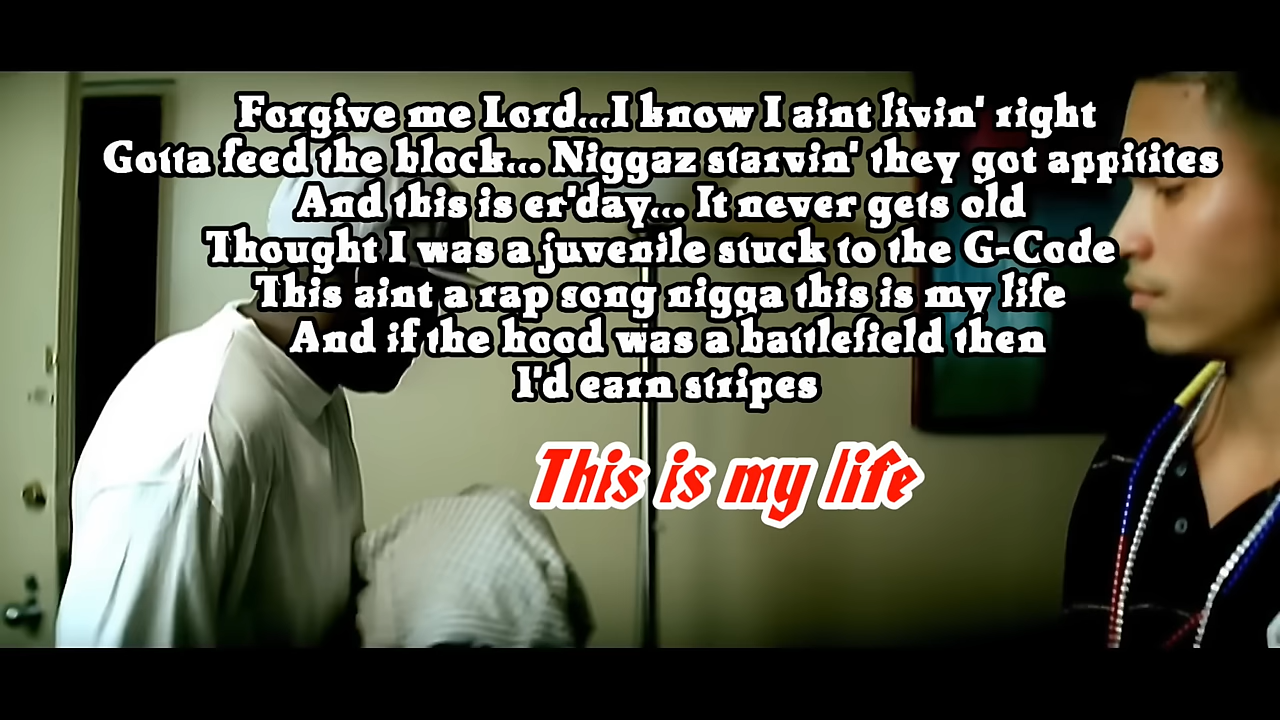 Forgive me Lord...I know I aint livin' right
Gotta feed the block... Niggaz starvin' they got appitites
And this is er'day... It never gets old
Thought I was a juvenile stuck to the G-Code
This aint a rap song nigga this is my life
And if the hood was a battlefield then
I'd earn stripes
This is my life